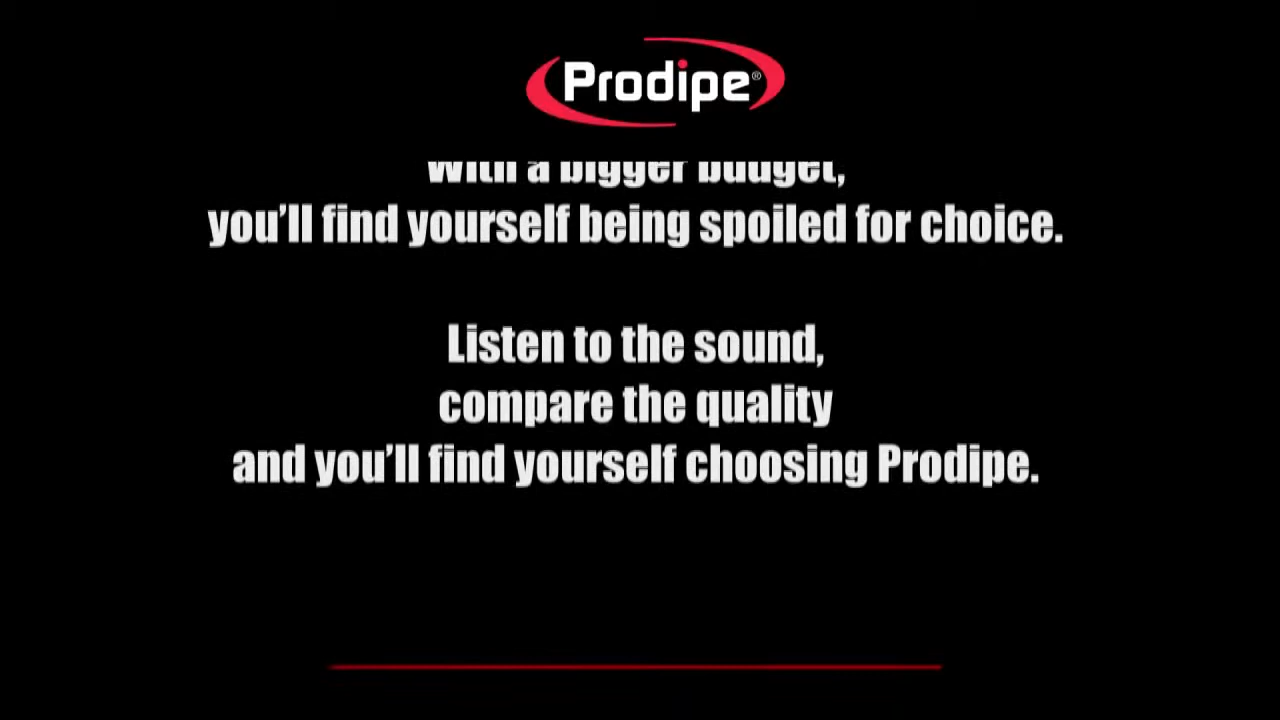 Prodipe®
With a bigger budget,
you’ll find yourself being spoiled for choice.
Listen to the sound,
compare the quality
and you’ll find yourself choosing Prodipe.